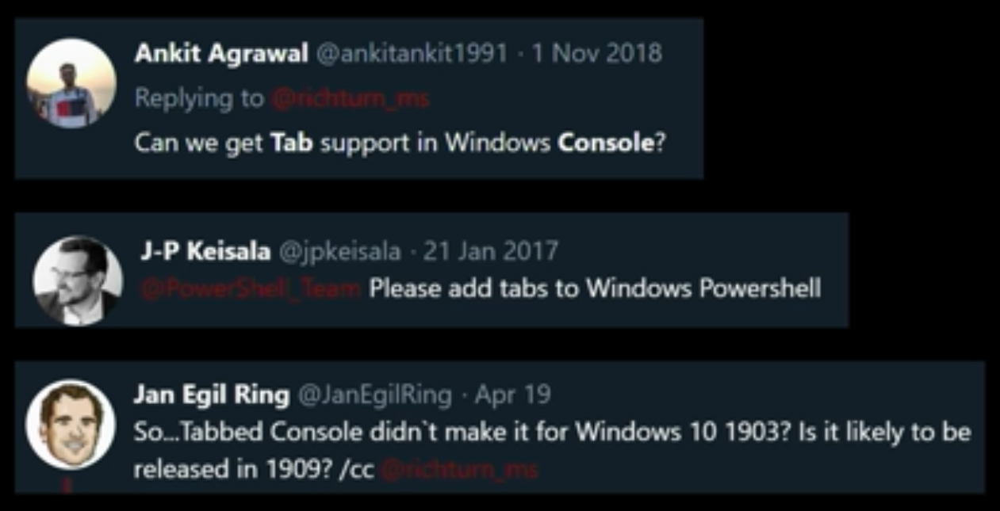 Ankit Agrawal @ankitankit1991 · 1 Nov 2018
Replying to @richturn_ms
Can we get Tab support in Windows Console?
J-P Keisala @jpkeisala · 21 Jan 2017
@PowerShell_Team Please add tabs to Windows Powershell
Jan Egil Ring @JanEgilRing · Apr 19
So...Tabbed Console didn`t make it for Windows 10 1903? Is it likely to be
released in 1909? /cc @richturn_ms